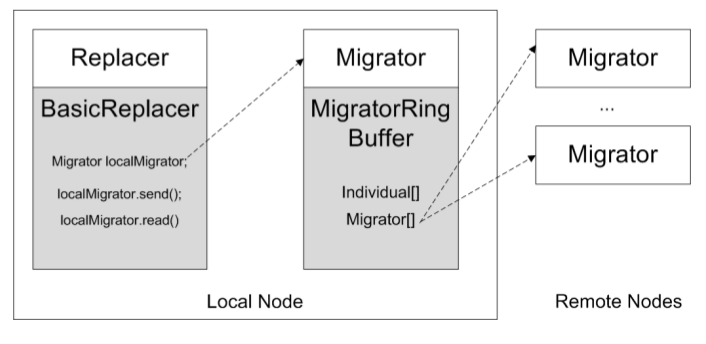 Replacer
BasicReplacer
Migrator localMigrator;
localMigrator.send();
localMigrator.read()
Migrator
MigratorRing
Buffer
Individual[]
Migrator[]
Local Node
Migrator
...
Migrator
Remote Nodes